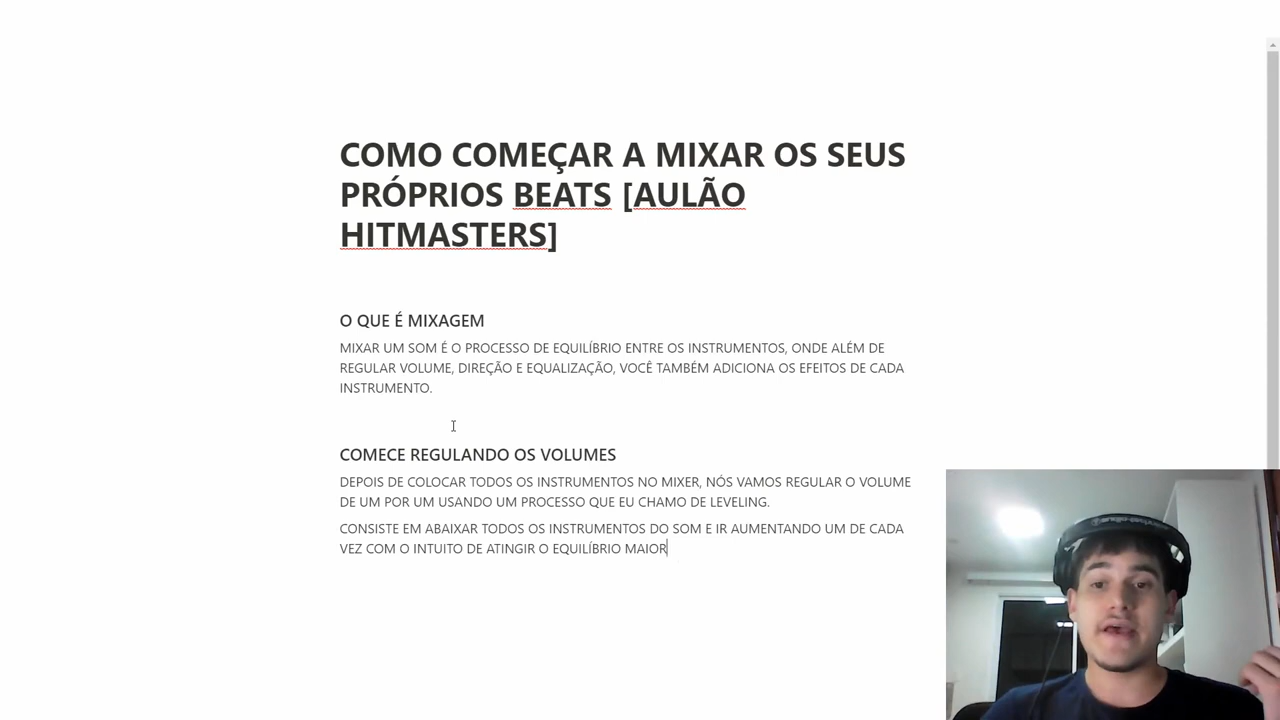 COMO COMEÇAR A MIXAR OS SEUS
PRÓPRIOS BEATS [AULÃO
HITMASTERS]
O QUE É MIXAGEM
MIXAR UM SOM É O PROCESSO DE EQUILÍBRIO ENTRE OS INSTRUMENTOS, ONDE ALÉM DE
REGULAR VOLUME, DIREÇÃO E EQUALIZAÇÃO, VOCÊ TAMBÉM ADICIONA OS EFEITOS DE CADA
INSTRUMENTO.
COMECE REGULANDO OS VOLUMES
DEPOIS DE COLOCAR TODOS OS INSTRUMENTOS NO MIXER, NÓS VAMOS REGULAR O VOLUME
DE UM POR UM USANDO UM PROCESSO QUE EU CHAMO DE LEVELING.
CONSISTE EM ABAIXAR TODOS OS INSTRUMENTOS DO SOM E IR AUMENTANDO UM DE CADA
VEZ COM O INTUITO DE ATINGIR O EQUILÍBRIO MAIOR